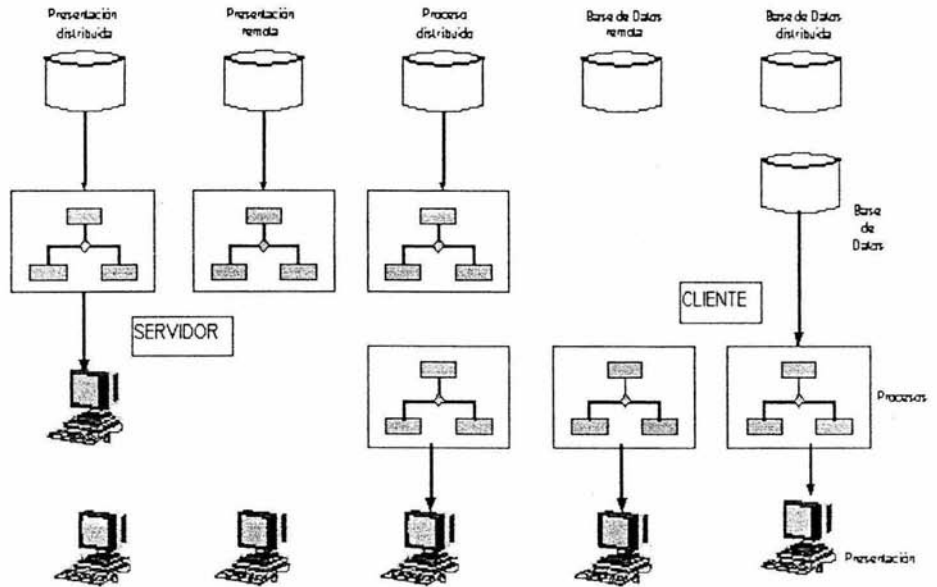 Presentación
distribuida
Presentación
remota
Proceso
distribuido
Base de Datos
remota
Base de Datos
distribuida
Base
de
Datos
CLIENTE
SERVIDOR
Procesos
Presentación